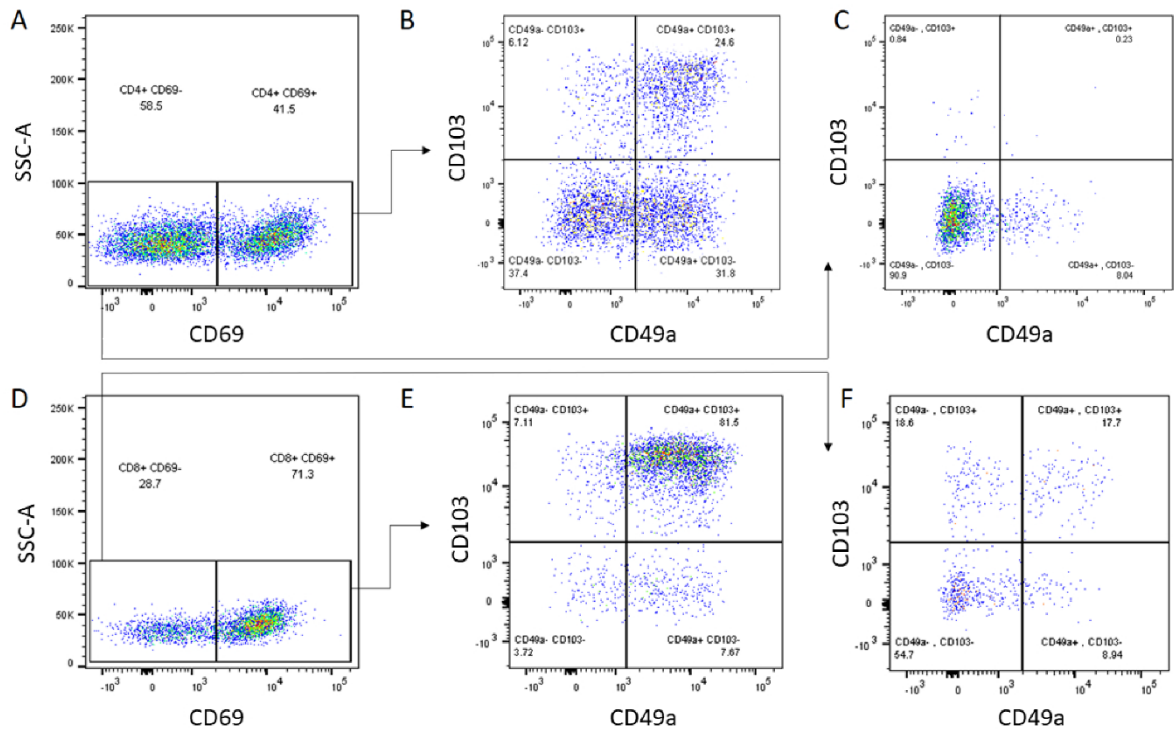 A
B
C
250K
200K
150K
100K
50K
0
SSC-A
CD4+ CD69-
58.5
CD4+ CD69+
41.5
-10³ 0 10³ 10⁴ 10⁵
CD69
CD49a- CD103+
6.12
CD49a+ CD103+
24.6
10⁵
10⁴
10³
0
-10³
CD103
CD49a- CD103-
37.4
CD49a+ CD103-
31.8
-10³ 0 10³ 10⁴ 10⁵
CD49a
CD49a- , CD103+
0.84
CD49a+ , CD103+
0.23
10⁵
10⁴
10³
0
-10³
CD103
CD49a- , CD103-
90.9
CD49a+ , CD103-
8.04
-10³ 0 10³ 10⁴ 10⁵
CD49a
D
E
F
250K
200K
150K
100K
50K
0
SSC-A
CD8+ CD69-
28.7
CD8+ CD69+
71.3
-10³ 0 10³ 10⁴ 10⁵
CD69
CD49a- CD103+
7.11
CD49a+ CD103+
81.5
10⁵
10⁴
10³
0
-10³
CD103
CD49a- CD103-
3.72
CD49a+ CD103-
7.67
-10³ 0 10³ 10⁴ 10⁵
CD49a
CD49a- , CD103+
18.6
CD49a+ , CD103+
17.7
10⁵
10⁴
10³
0
-10³
CD103
CD49a- , CD103-
54.7
CD49a+ , CD103-
8.94
-10³ 0 10³ 10⁴ 10⁵
CD49a